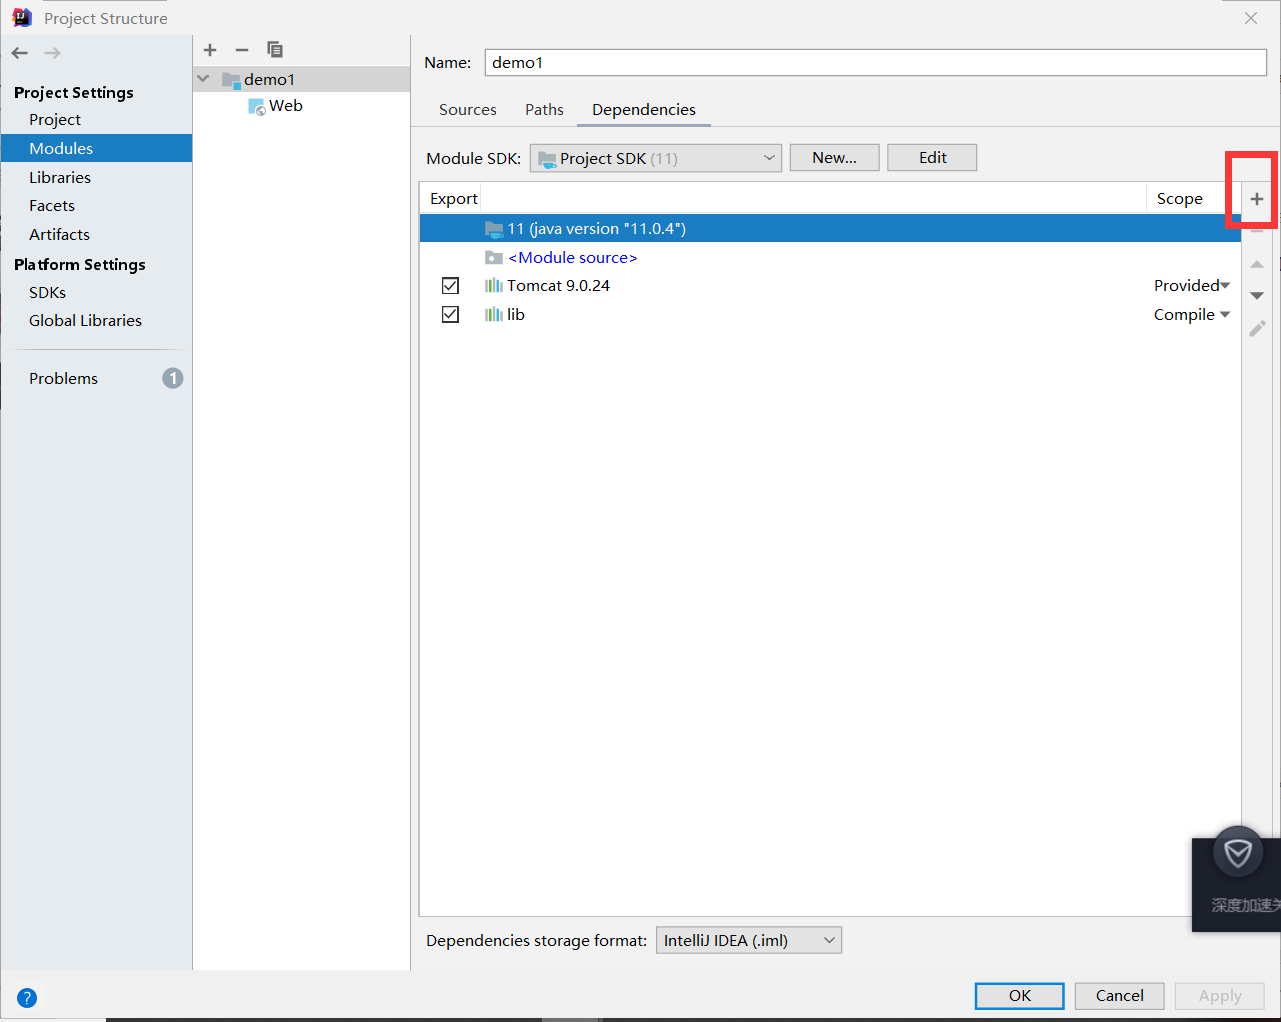 Project Structure
Project Settings
Project
Modules
Libraries
Facets
Artifacts
Platform Settings
SDKs
Global Libraries
Problems 1
demo1
Web
Name: demo1
Sources Paths Dependencies
Module SDK: Project SDK (11) New... Edit
Export Scope
11 (java version "11.0.4")
<Module source>
Tomcat 9.0.24 Provided
lib Compile
深度加速关
Dependencies storage format: IntelliJ IDEA (.iml)
? OK Cancel Apply